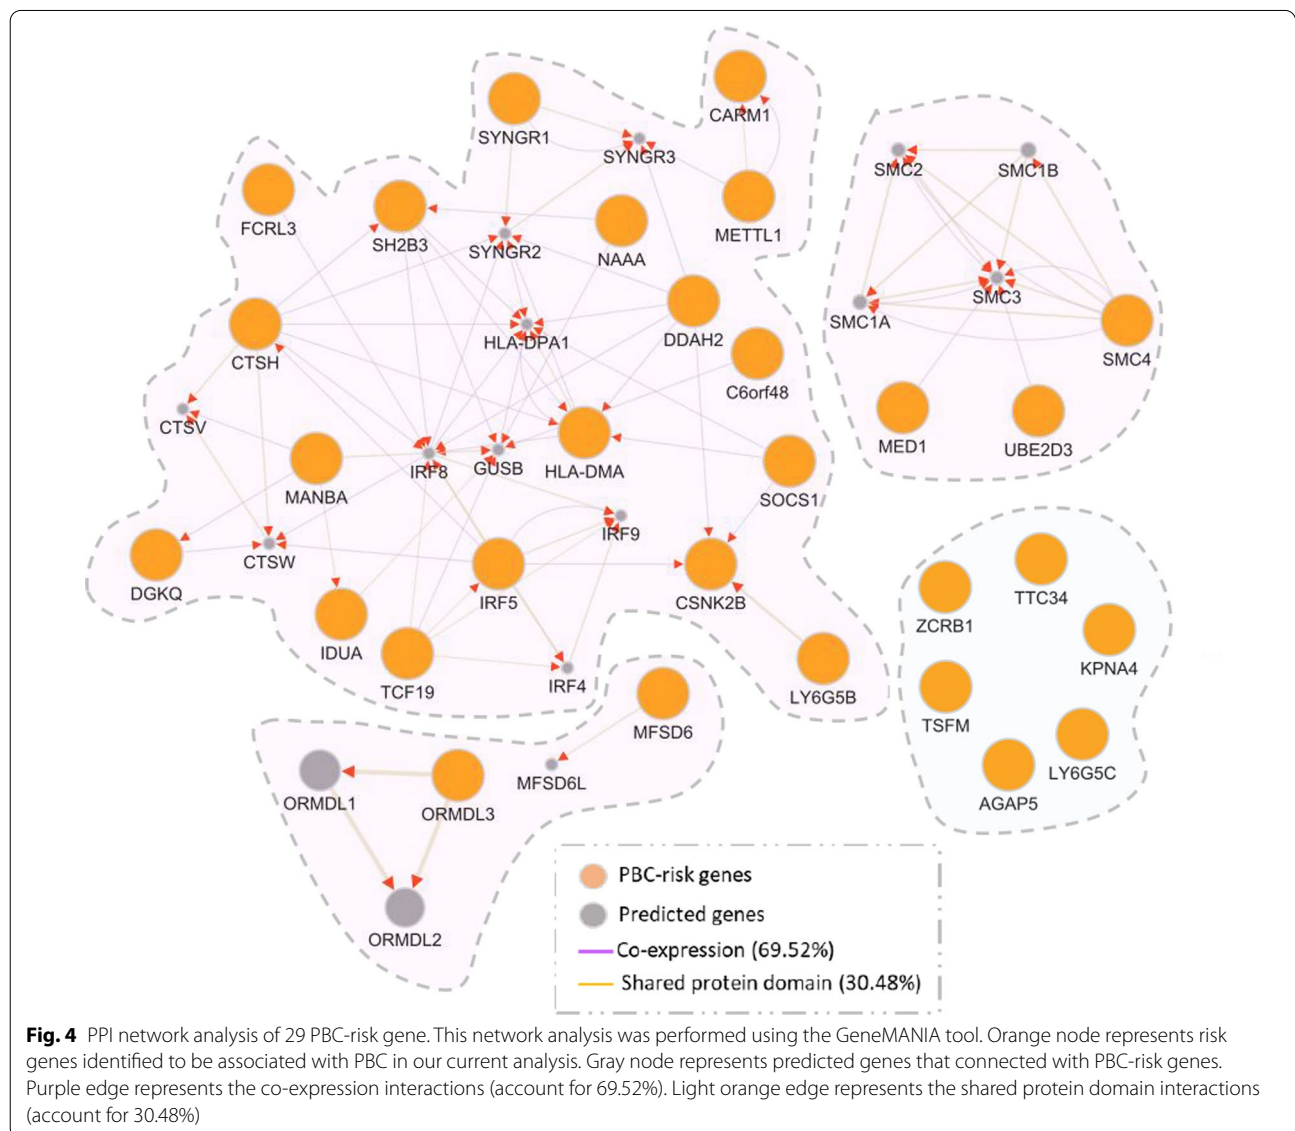 CARM1
SYNGR1
SYNGR3
SMC2
SMC1B
FCRL3
SH2B3
SYNGR2
NAAA
METTL1
SMC3
SMC1A
SMC4
HLA-DPA1
DDAH2
CTSH
C6orf48
CTSV
MED1
UBE2D3
IRF8
GUSB
HLA-DMA
MANBA
SOCS1
IRF9
CTSW
DGKQ
IRF5
CSNK2B
TTC34
ZCRB1
IDUA
TCF19
IRF4
KPNA4
LY6G5B
TSFM
MFSD6
LY6G5C
MFSD6L
AGAP5
ORMDL1
ORMDL3
ORMDL2
PBC-risk genes
Predicted genes
Co-expression (69.52%)
Shared protein domain (30.48%)
Fig. 4 PPI network analysis of 29 PBC-risk gene. This network analysis was performed using the GeneMANIA tool. Orange node represents risk
genes identified to be associated with PBC in our current analysis. Gray node represents predicted genes that connected with PBC-risk genes.
Purple edge represents the co-expression interactions (account for 69.52%). Light orange edge represents the shared protein domain interactions
(account for 30.48%)